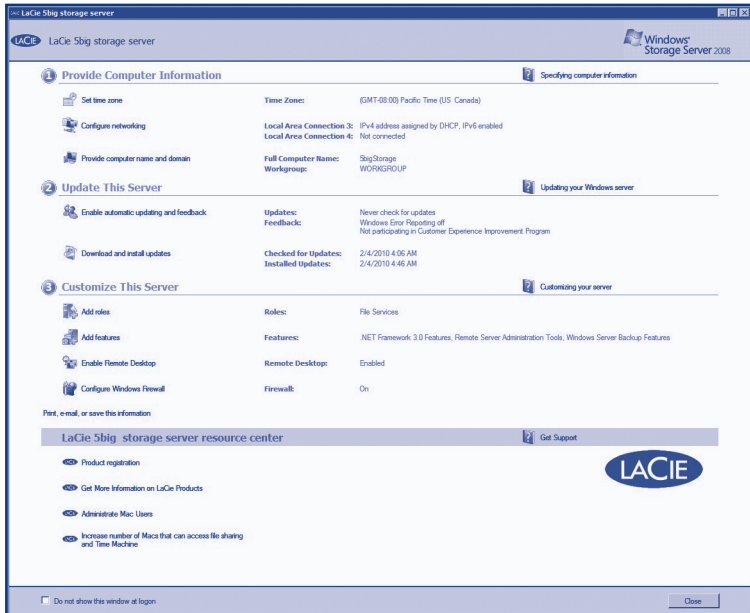 LaCie 5big storage server
LACIE LaCie 5big storage server
Windows®
Storage Server 2008
1 Provide Computer Information
Specifying computer information
Set time zone
Time Zone: (GMT-08:00) Pacific Time (US Canada)
Configure networking
Local Area Connection 3: IPv4 address assigned by DHCP, IPv6 enabled
Local Area Connection 4: Not connected
Provide computer name and domain
Full Computer Name: 5bigStorage
Workgroup: WORKGROUP
2 Update This Server
Updating your Windows server
Enable automatic updating and feedback
Updates: Never check for updates
Feedback: Windows Error Reporting off
Not participating in Customer Experience Improvement Program
Download and install updates
Checked for Updates: 2/4/2010 4:06 AM
Installed Updates: 2/4/2010 4:46 AM
3 Customize This Server
Customizing your server
Add roles
Roles: File Services
Add features
Features: .NET Framework 3.0 Features, Remote Server Administration Tools, Windows Server Backup Features
Enable Remote Desktop
Remote Desktop: Enabled
Configure Windows Firewall
Firewall: On
Print, e-mail, or save this information
LaCie 5big storage server resource center
Get Support
LACIE
Product registration
Get More Information on LaCie Products
Administrate Mac Users
Increase number of Macs that can access file sharing
and Time Machine
Do not show this window at logon
Close